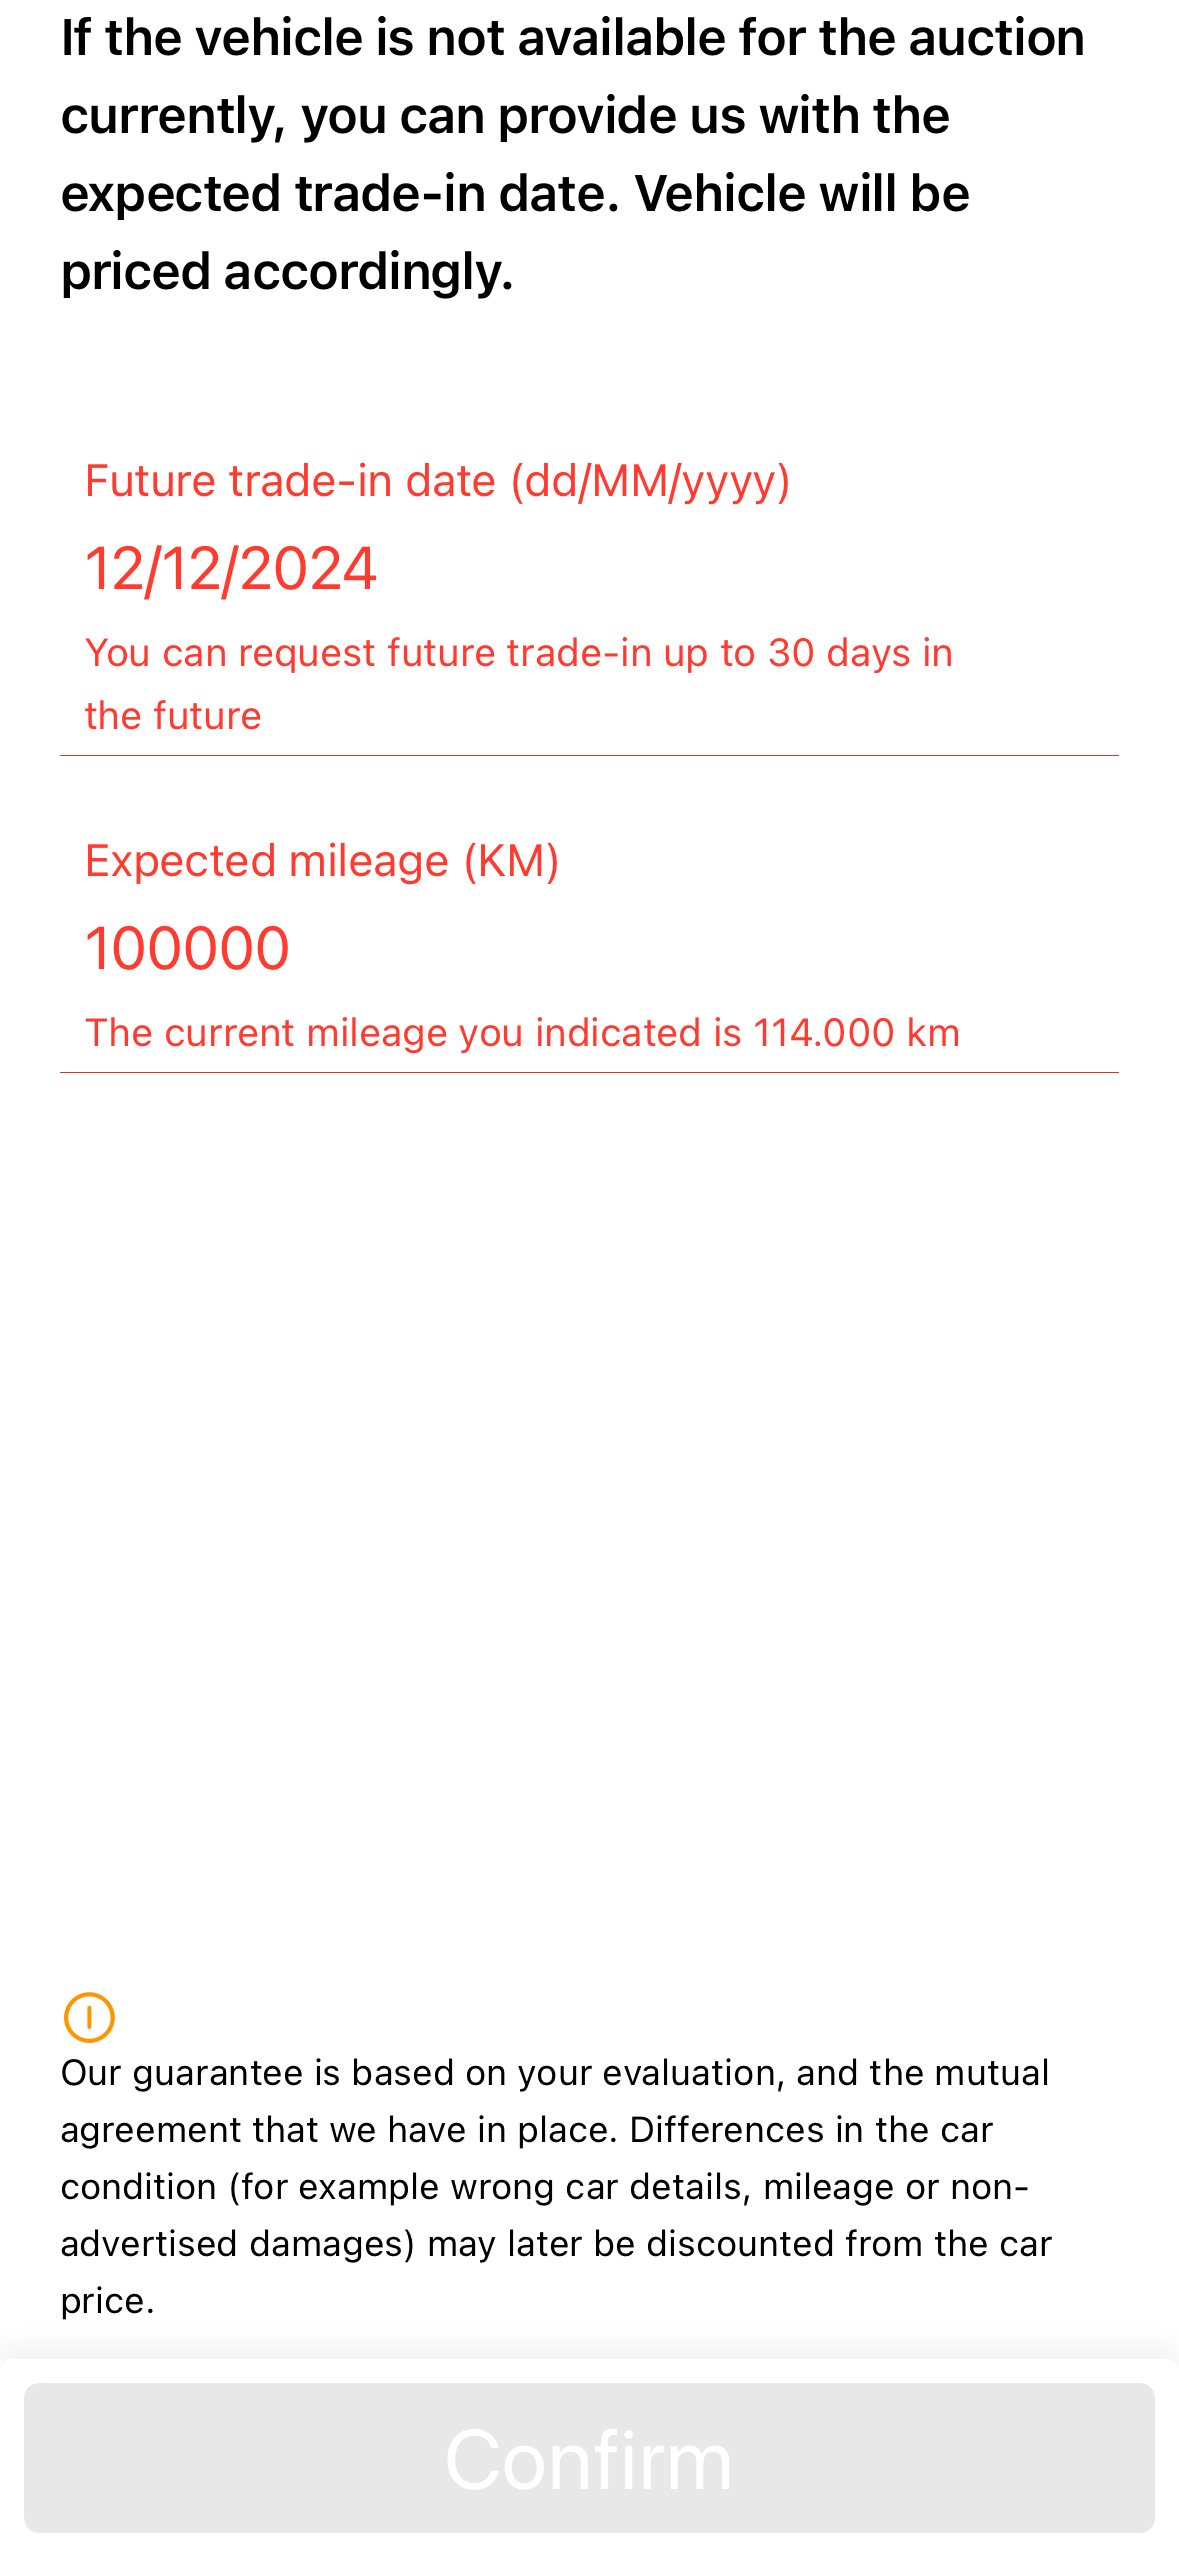 If the vehicle is not available for the auction
currently, you can provide us with the
expected trade-in date. Vehicle will be
priced accordingly.
Future trade-in date (dd/MM/yyyy)
12/12/2024
You can request future trade-in up to 30 days in
the future
Expected mileage (KM)
100000
The current mileage you indicated is 114.000 km
Our guarantee is based on your evaluation, and the mutual
agreement that we have in place. Differences in the car
condition (for example wrong car details, mileage or non-
advertised damages) may later be discounted from the car
price.
Confirm